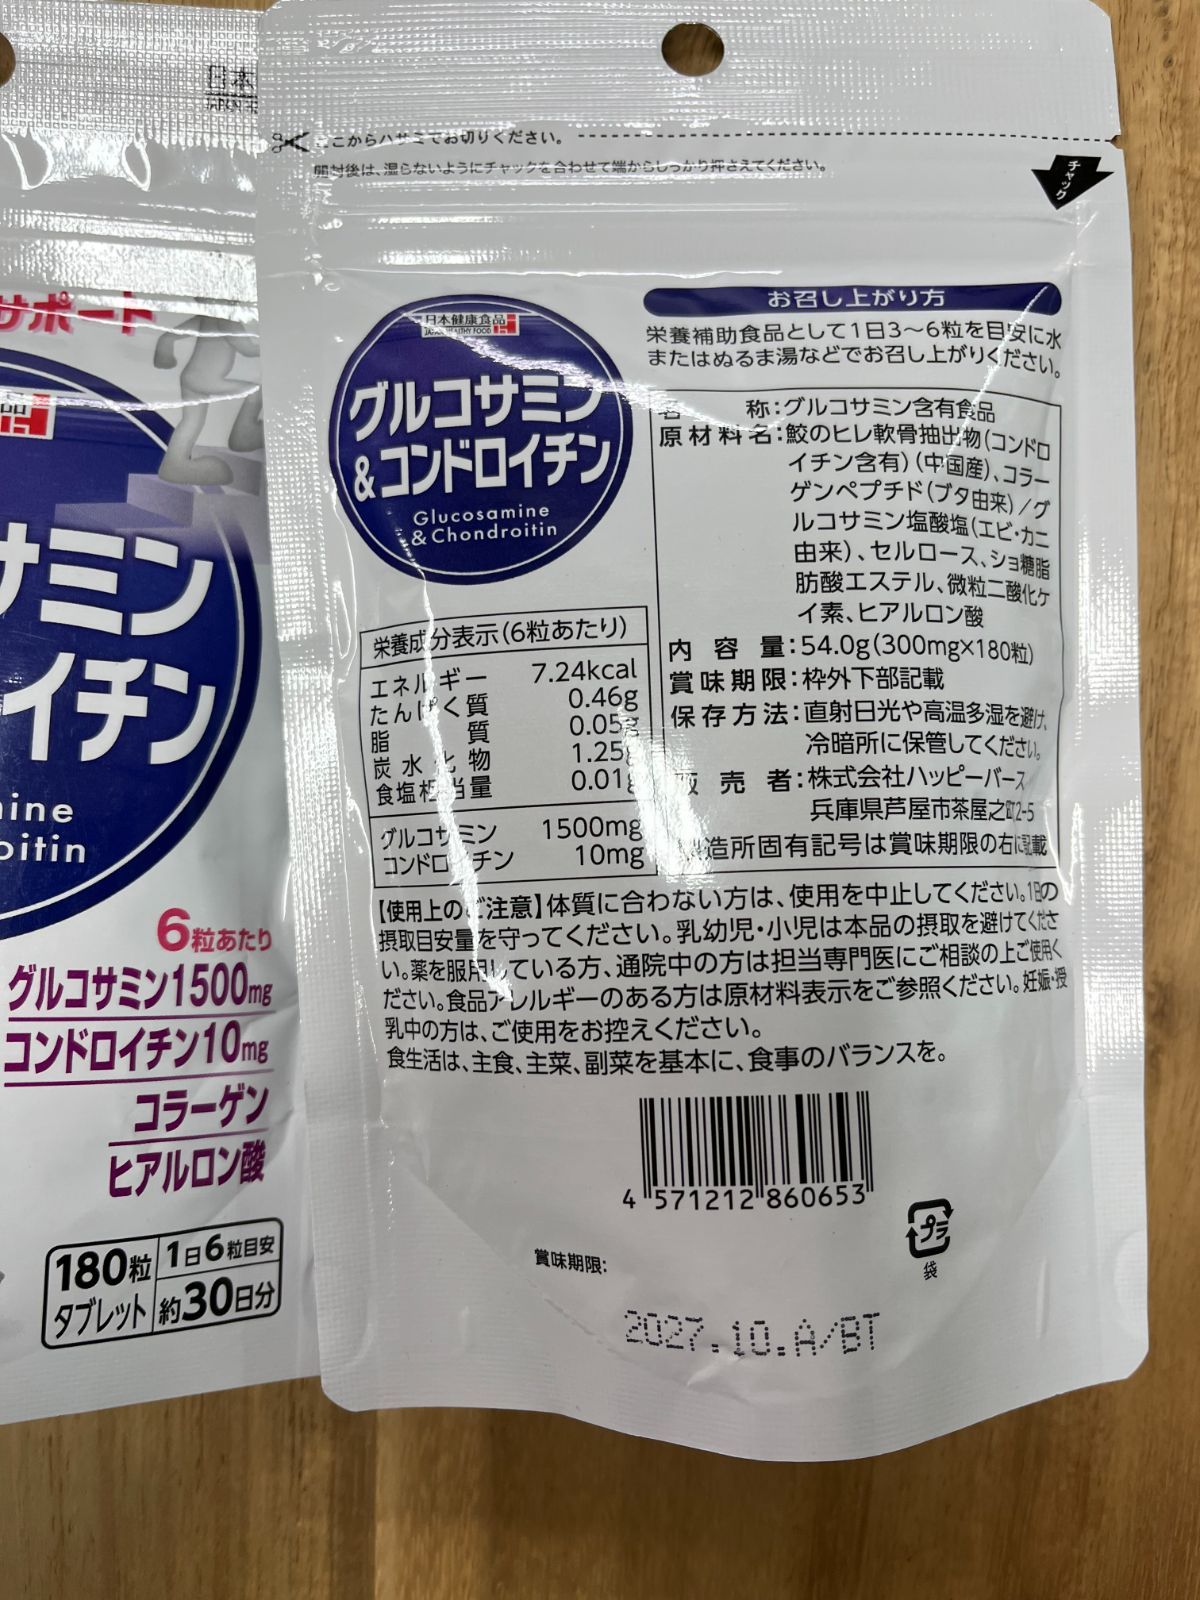 日本
サポート
品
サミン
イチン
ine
oitin
6粒あたり
グルコサミン1500mg
コンドロイチン10mg
コラーゲン
ヒアルロン酸
180粒
タブレット
1日6粒目安
約30日分
ここからハサミでお切りください。
開封後は、湿らないようにチャックを合わせて端からしっかり押さえてください。
チャック
日本健康食品
JAPAN HEALTHY FOOD
グルコサミン
&コンドロイチン
Glucosamine
& Chondroitin
お召し上がり方
栄養補助食品として1日3〜6粒を目安に水
またはぬるま湯などでお召し上がりください。
名称:グルコサミン含有食品
原材料名:鮫のヒレ軟骨抽出物(コンドロ
イチン含有)(中国産)、コラー
ゲンペプチド(ブタ由来)/グ
ルコサミン塩酸塩(エビ・カニ
由来)、セルロース、ショ糖脂
肪酸エステル、微粒二酸化ケ
イ素、ヒアルロン酸
内容量:54.0g(300mg×180粒)
賞味期限:枠外下部記載
保存方法:直射日光や高温多湿を避け、
冷暗所に保管してください。
販売者:株式会社ハッピーバース
兵庫県芦屋市茶屋之町2-5
製造所固有記号は賞味期限の右に記載
栄養成分表示(6粒あたり)
エネルギー 7.24kcal
たんぱく質 0.46g
脂質 0.05g
炭水化物 1.25g
食塩相当量 0.01g
グルコサミン 1500mg
コンドロイチン 10mg
【使用上のご注意】体質に合わない方は、使用を中止してください。1日の
摂取目安量を守ってください。乳幼児・小児は本品の摂取を避けてくださ
い。薬を服用している方、通院中の方は担当専門医にご相談の上ご使用く
ださい。食品アレルギーのある方は原材料表示をご参照ください。妊娠・授
乳中の方は、ご使用をお控えください。
食生活は、主食、主菜、副菜を基本に、食事のバランスを。
4 571212 860653
プラ
袋
賞味期限:
2027.10.A/BT